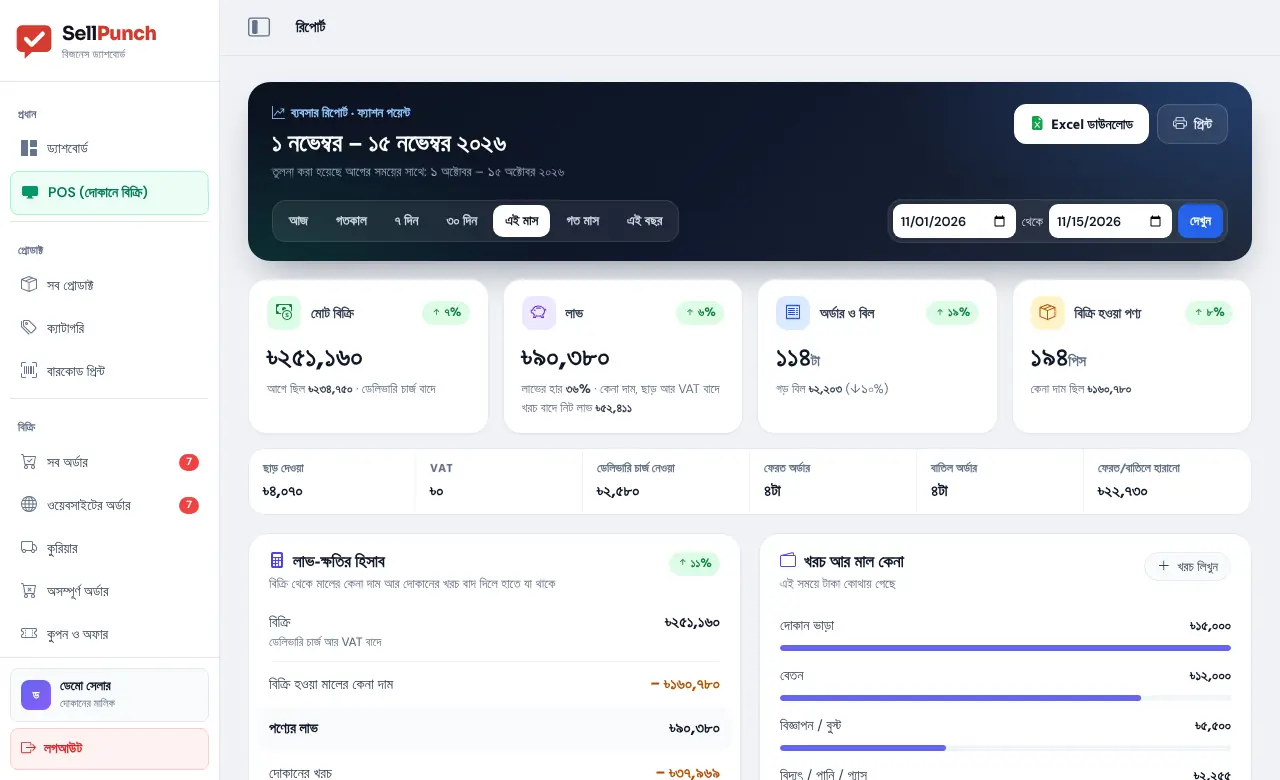 SellPunch
বিজনেস ড্যাশবোর্ড
প্রধান
ড্যাশবোর্ড
POS (দোকানে বিক্রি)
প্রোডাক্ট
সব প্রোডাক্ট
ক্যাটাগরি
বারকোড প্রিন্ট
বিক্রি
সব অর্ডার 7
ওয়েবসাইটের অর্ডার 7
কুরিয়ার
অসম্পূর্ণ অর্ডার
কুপন ও অফার
ড
ডেমো সেলার
দোকানের মালিক
লগআউট
রিপোর্ট
ব্যবসার রিপোর্ট · ফ্যাশন পয়েন্ট
১ নভেম্বর – ১৫ নভেম্বর ২০২৬
তুলনা করা হয়েছে আগের সময়ের সাথে: ১ অক্টোবর – ১৫ অক্টোবর ২০২৬
Excel ডাউনলোড
প্রিন্ট
আজ গতকাল ৭ দিন ৩০ দিন এই মাস গত মাস এই বছর
11/01/2026 থেকে 11/15/2026 দেখুন
মোট বিক্রি ↑ ৭%
৳২৫১,১৬০
আগে ছিল ৳২৩৪,৭৫০ · ডেলিভারি চার্জ বাদে
লাভ ↑ ৬%
৳৯০,৩৮০
লাভের হার ৩৬% · কেনা দাম, ছাড় আর VAT বাদে
খরচ বাদে নিট লাভ ৳৫২,৪১১
অর্ডার ও বিল ↑ ১৯%
১১৪টা
গড় বিল ৳২,২০৩ (↓১০%)
বিক্রি হওয়া পণ্য ↑ ৮%
১৯৪পিস
কেনা দাম ছিল ৳১৬০,৭৮০
ছাড় দেওয়া
৳৪,০৭০
VAT
৳০
ডেলিভারি চার্জ নেওয়া
৳২,৫৮০
ফেরত অর্ডার
৪টা
বাতিল অর্ডার
৪টা
ফেরত/বাতিলে হারানো
৳২২,৭৩০
লাভ-ক্ষতির হিসাব ↑ ১১%
বিক্রি থেকে মালের কেনা দাম আর দোকানের খরচ বাদ দিলে হাতে যা থাকে
বিক্রি ৳২৫১,১৬০
ডেলিভারি চার্জ আর VAT বাদে
বিক্রি হওয়া মালের কেনা দাম − ৳১৬০,৭৮০
পণ্যের লাভ ৳৯০,৩৮০
দোকানের খরচ − ৳৩৭,৯৬৯
খরচ আর মাল কেনা
এই সময়ে টাকা কোথায় গেছে
+ খরচ লিখুন
দোকান ভাড়া ৳১৫,০০০
বেতন ৳১২,০০০
বিজ্ঞাপন / বুস্ট ৳৫,৫০০
বিদ্যুৎ / পানি / গ্যাস ৳২,২৫৫